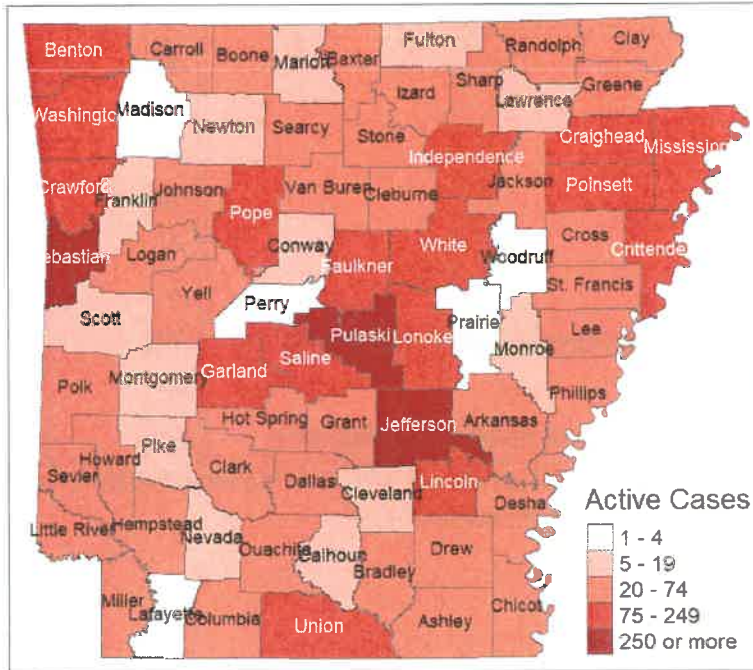 Benton
Carroll
Boone
Marion
Baxter
Fulton
Randolph
Clay
Washingto
Madison
Newton
Searcy
Stone
Izard
Sharp
Lawrence
Greene
Crawford
Franklin
Johnson
Pope
Van Buren
Cleburne
Independence
Jackson
Craighead
Poinsett
Mississip
ebastian
Logan
Yell
Conway
Faulkner
White
Woodruff
Cross
Crittende
St. Francis
Scott
Perry
Pulaski
Lonoke
Prairie
Monroe
Lee
Phillips
Polk
Montgomery
Garland
Saline
Hot Spring
Grant
Jefferson
Arkansas
Sevier
Howard
Pike
Clark
Dallas
Cleveland
Lincoln
Desha
Little River
Hempstead
Nevada
Ouachita
Calhoun
Bradley
Drew
Miller
Lafayette
Columbia
Union
Ashley
Chicot
Active Cases
1 - 4
5 - 19
20 - 74
75 - 249
250 or more